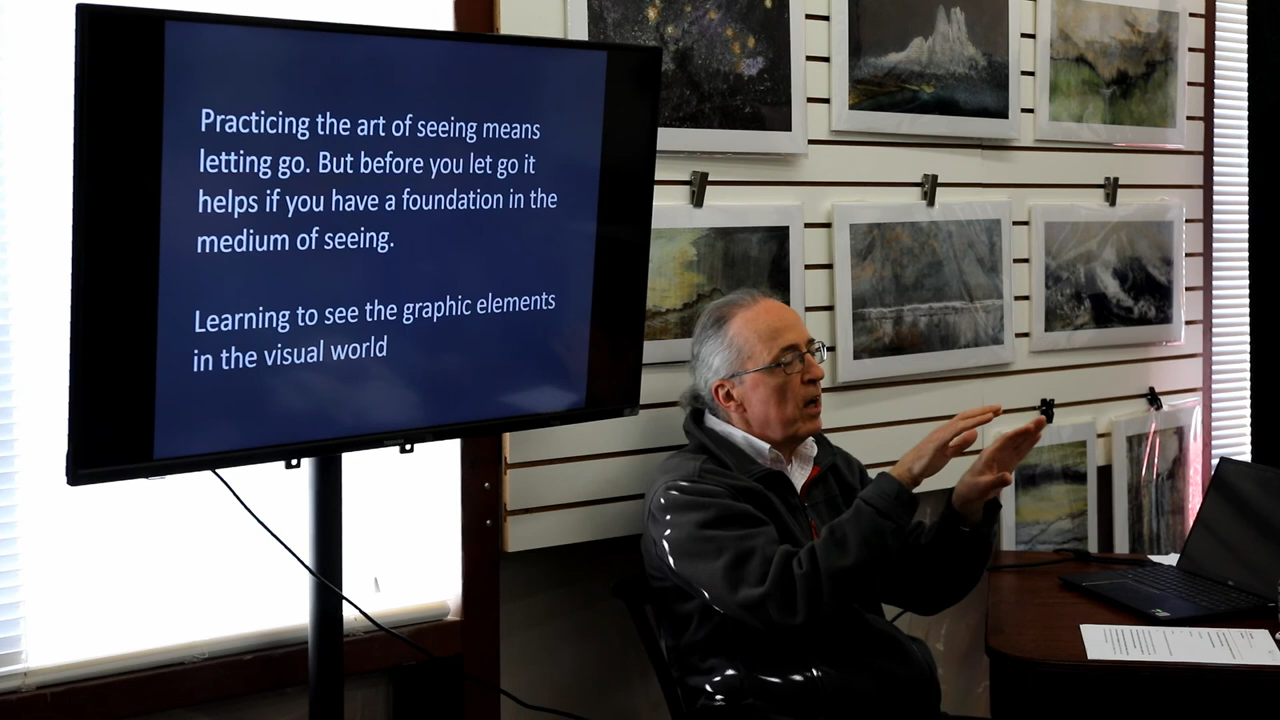 Practicing the art of seeing means
letting go. But before you let go it
helps if you have a foundation in the
medium of seeing.
Learning to see the graphic elements
in the visual world
TOSHIBA